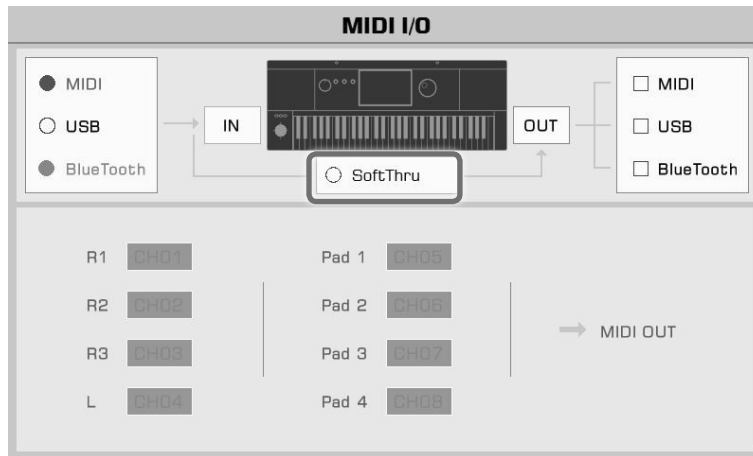 MIDI I/O
MIDI
USB
BlueTooth
IN
OUT
MIDI
USB
BlueTooth
SoftThru
R1 CH01 Pad 1 CH05
R2 CH02 Pad 2 CH06
R3 CH03 Pad 3 CH07
L CH04 Pad 4 CH08
MIDI OUT